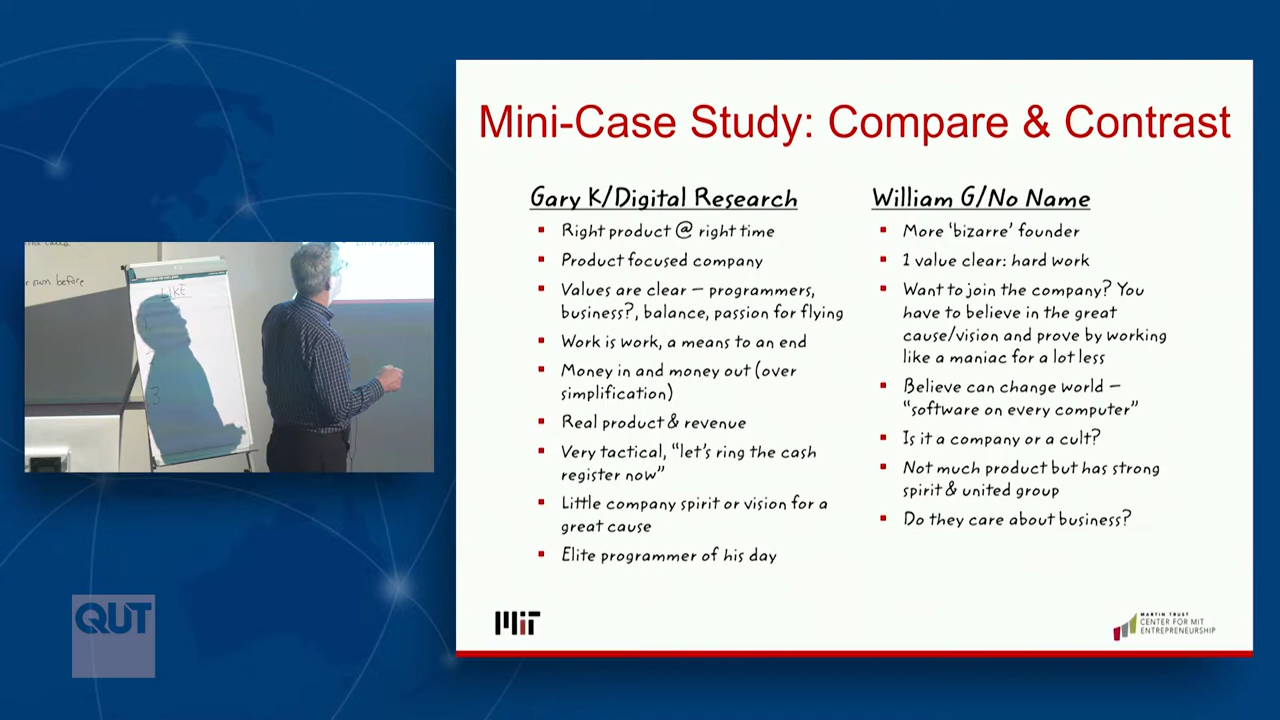 Mini-Case Study: Compare & Contrast
Gary K/Digital Research
Right product @ right time
Product focused company
Values are clear – programmers,
business?, balance, passion for flying
Work is work, a means to an end
Money in and money out (over
simplification)
Real product & revenue
Very tactical, “let’s ring the cash
register now”
Little company spirit or vision for a
great cause
Elite programmer of his day
William G/No Name
More ‘bizarre’ founder
1 value clear: hard work
Want to join the company? You
have to believe in the great
cause/vision and prove by working
like a maniac for a lot less
Believe can change world –
“software on every computer”
Is it a company or a cult?
Not much product but has strong
spirit & united group
Do they care about business?
own before
LIKE
1
3
QUT
MIT
MARTIN TRUST
CENTER FOR MIT
ENTREPRENEURSHIP